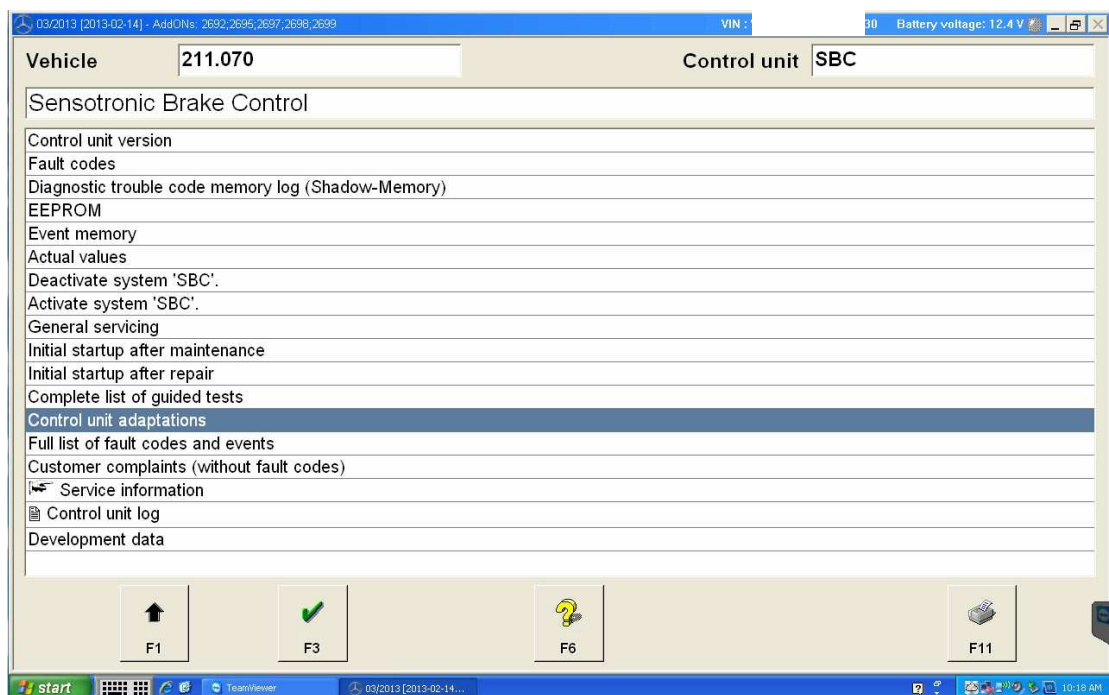 03/2013 [2013-02-14] - AddONs: 2692;2695;2697;2698;2699 VIN : 30 Battery voltage: 12.4 V
Vehicle 211.070 Control unit SBC
Sensotronic Brake Control
Control unit version
Fault codes
Diagnostic trouble code memory log (Shadow-Memory)
EEPROM
Event memory
Actual values
Deactivate system 'SBC'.
Activate system 'SBC'.
General servicing
Initial startup after maintenance
Initial startup after repair
Complete list of guided tests
Control unit adaptations
Full list of fault codes and events
Customer complaints (without fault codes)
Service information
Control unit log
Development data
F1 F3 F6 F11
start TeamViewer 03/2013 [2013-02-14... 10:18 AM